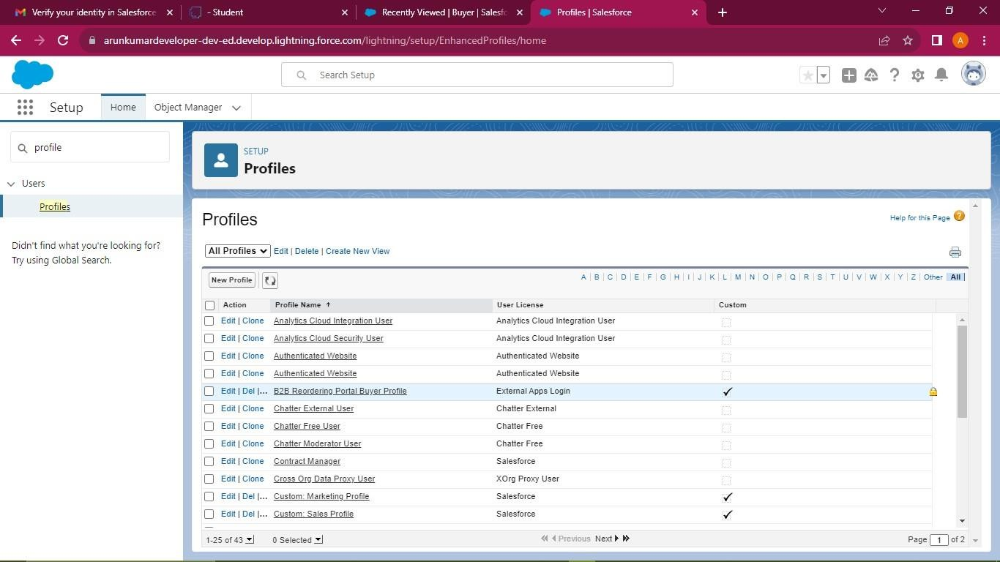 Verify your identity in Salesforce
- Student
Recently Viewed | Buyer | Salesfo
Profiles | Salesforce
arunkumardeveloper-dev-ed.develop.lightning.force.com/lightning/setup/EnhancedProfiles/home
A
Search Setup
Setup
Home
Object Manager
profile
Users
Profiles
Didn't find what you're looking for?
Try using Global Search.
SETUP
Profiles
Profiles
Help for this Page
All Profiles Edit | Delete | Create New View
New Profile
A | B | C | D | E | F | G | H | I | J | K | L | M | N | O | P | Q | R | S | T | U | V | W | X | Y | Z | Other | All
Action Profile Name ↑ User License Custom
Edit | Clone Analytics Cloud Integration User Analytics Cloud Integration User
Edit | Clone Analytics Cloud Security User Analytics Cloud Integration User
Edit | Clone Authenticated Website Authenticated Website
Edit | Clone Authenticated Website Authenticated Website
Edit | Del |... B2B Reordering Portal Buyer Profile External Apps Login ✓
Edit | Clone Chatter External User Chatter External
Edit | Clone Chatter Free User Chatter Free
Edit | Clone Chatter Moderator User Chatter Free
Edit | Clone Contract Manager Salesforce
Edit | Clone Cross Org Data Proxy User XOrg Proxy User
Edit | Del |... Custom: Marketing Profile Salesforce ✓
Edit | Del |... Custom: Sales Profile Salesforce ✓
1-25 of 43 0 Selected Previous Next Page 1 of 2